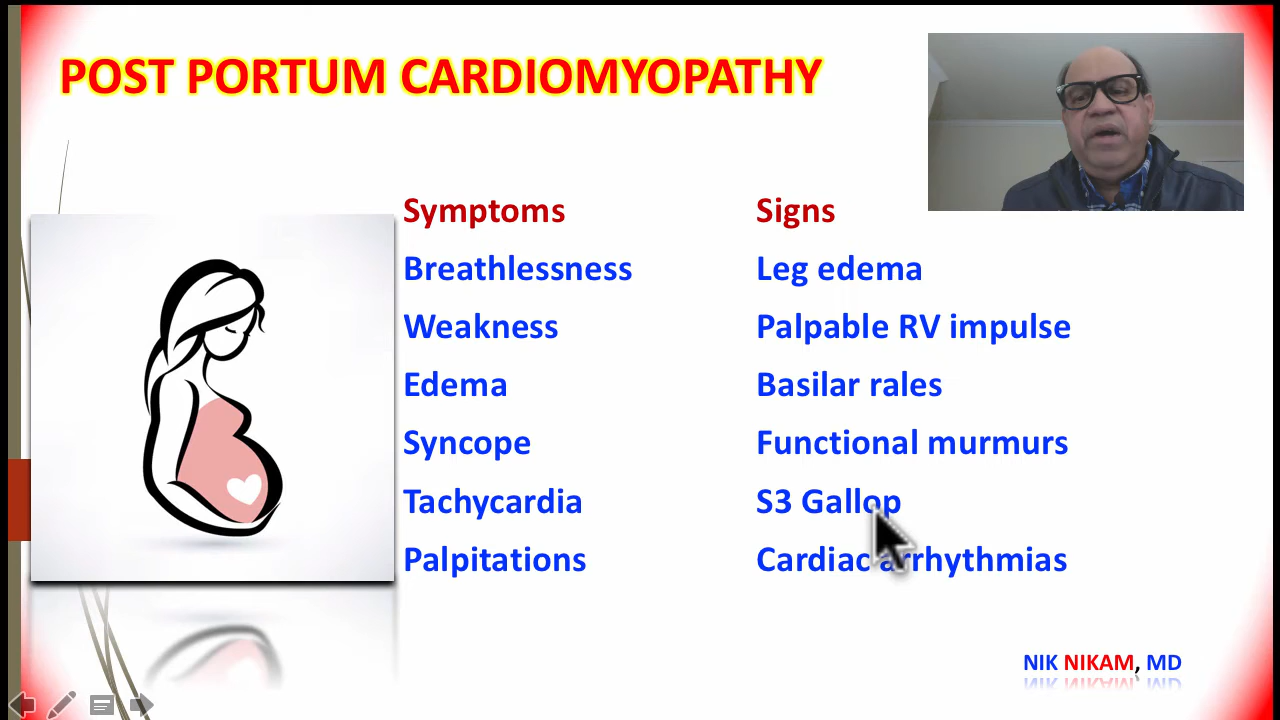 POST PORTUM CARDIOMYOPATHY
Symptoms
Breathlessness
Weakness
Edema
Syncope
Tachycardia
Palpitations
Signs
Leg edema
Palpable RV impulse
Basilar rales
Functional murmurs
S3 Gallop
Cardiac arrhythmias
NIK NIKAM, MD